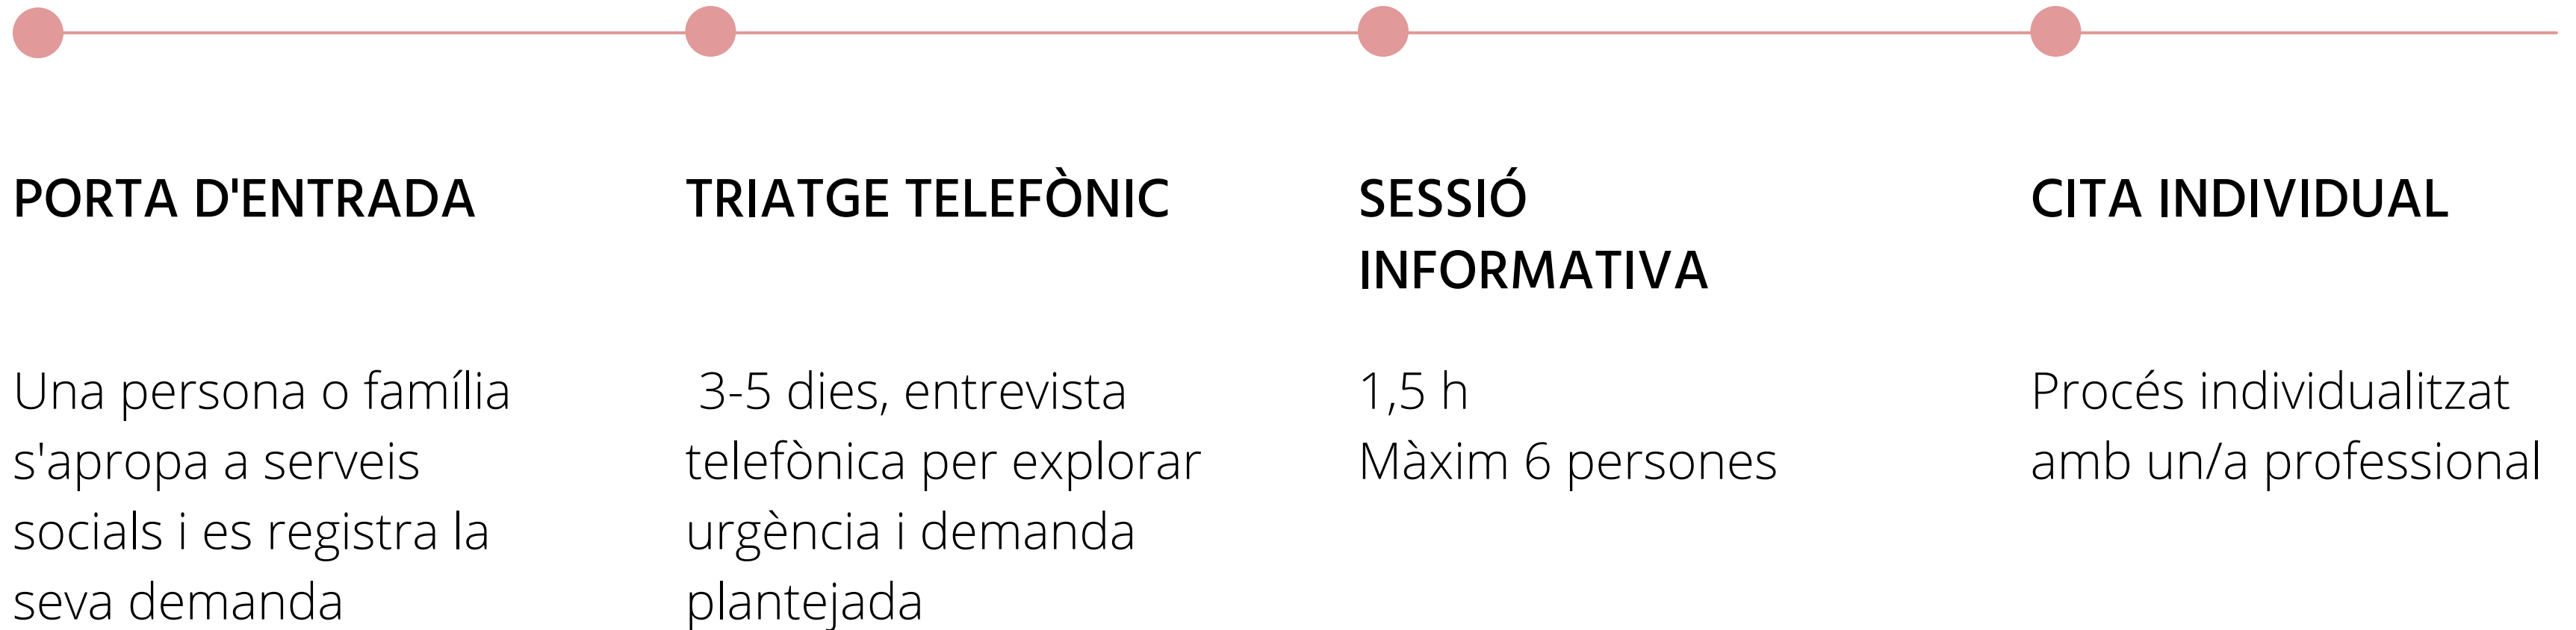 PORTA D'ENTRADA
Una persona o família
s'apropa a serveis
socials i es registra la
seva demanda
TRIATGE TELEFÒNIC
3-5 dies, entrevista
telefònica per explorar
urgència i demanda
plantejada
SESSIÓ
INFORMATIVA
1,5 h
Màxim 6 persones
CITA INDIVIDUAL
Procés individualitzat
amb un/a professional